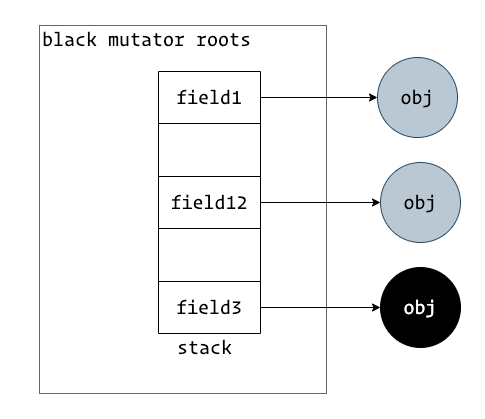 black mutator roots
field1
obj
field12
obj
field3
obj
stack